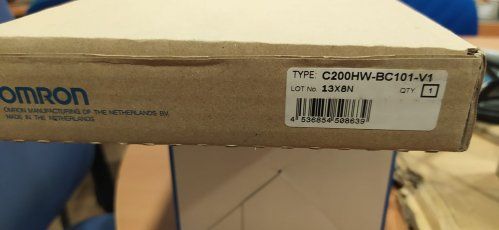 OMRON
OMRON MANUFACTURING OF THE NETHERLANDS BV
MADE IN THE NETHERLANDS
TYPE: C200HW-BC101-V1
LOT No. 13X8N QTY. 1
4 536854 508639